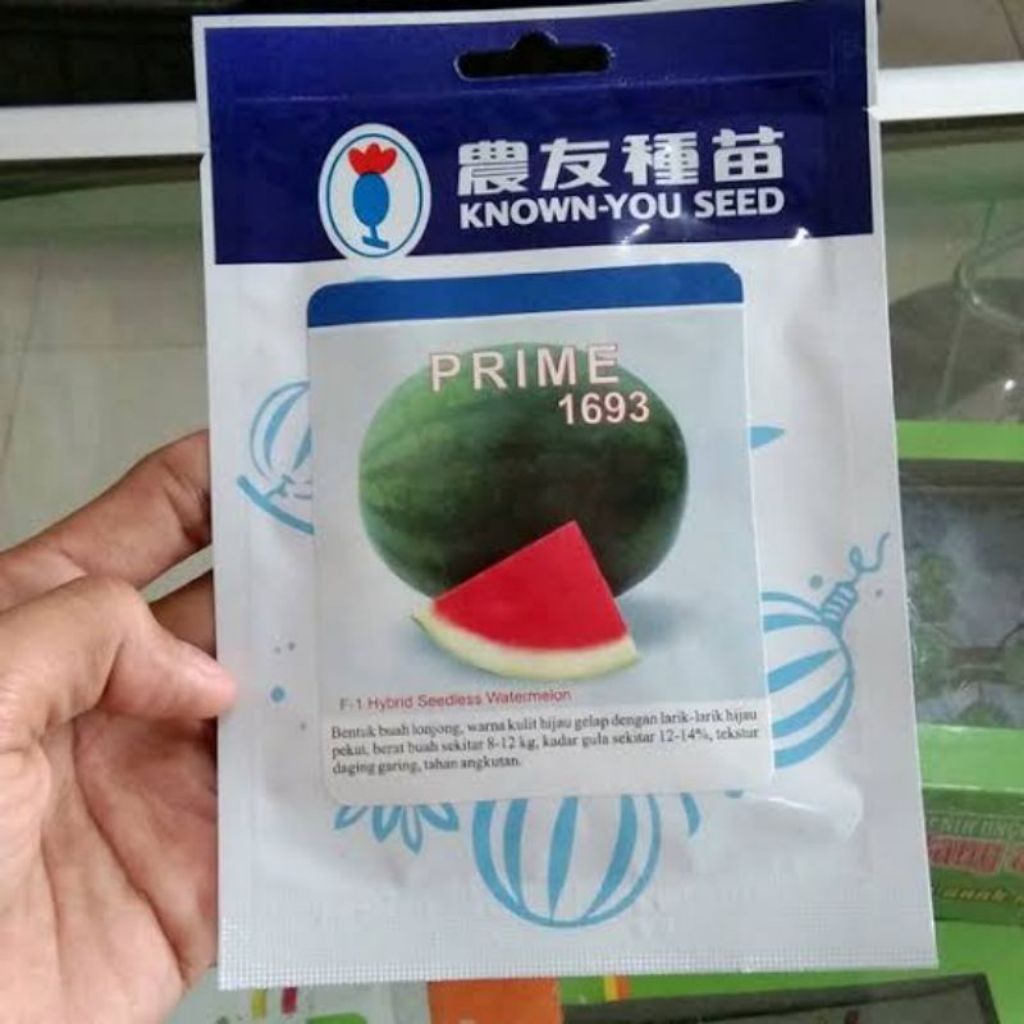 農友種苗
KNOWN-YOU SEED
PRIME
1693
F-1 Hybrid Seedless Watermelon
Bentuk buah lonjong, warna kulit hijau gelap dengan larik-larik hijau
pekat, berat buah sekitar 8-12 kg, kadar gula sekitar 12-14%, tekstur
daging garing, tahan angkutan.